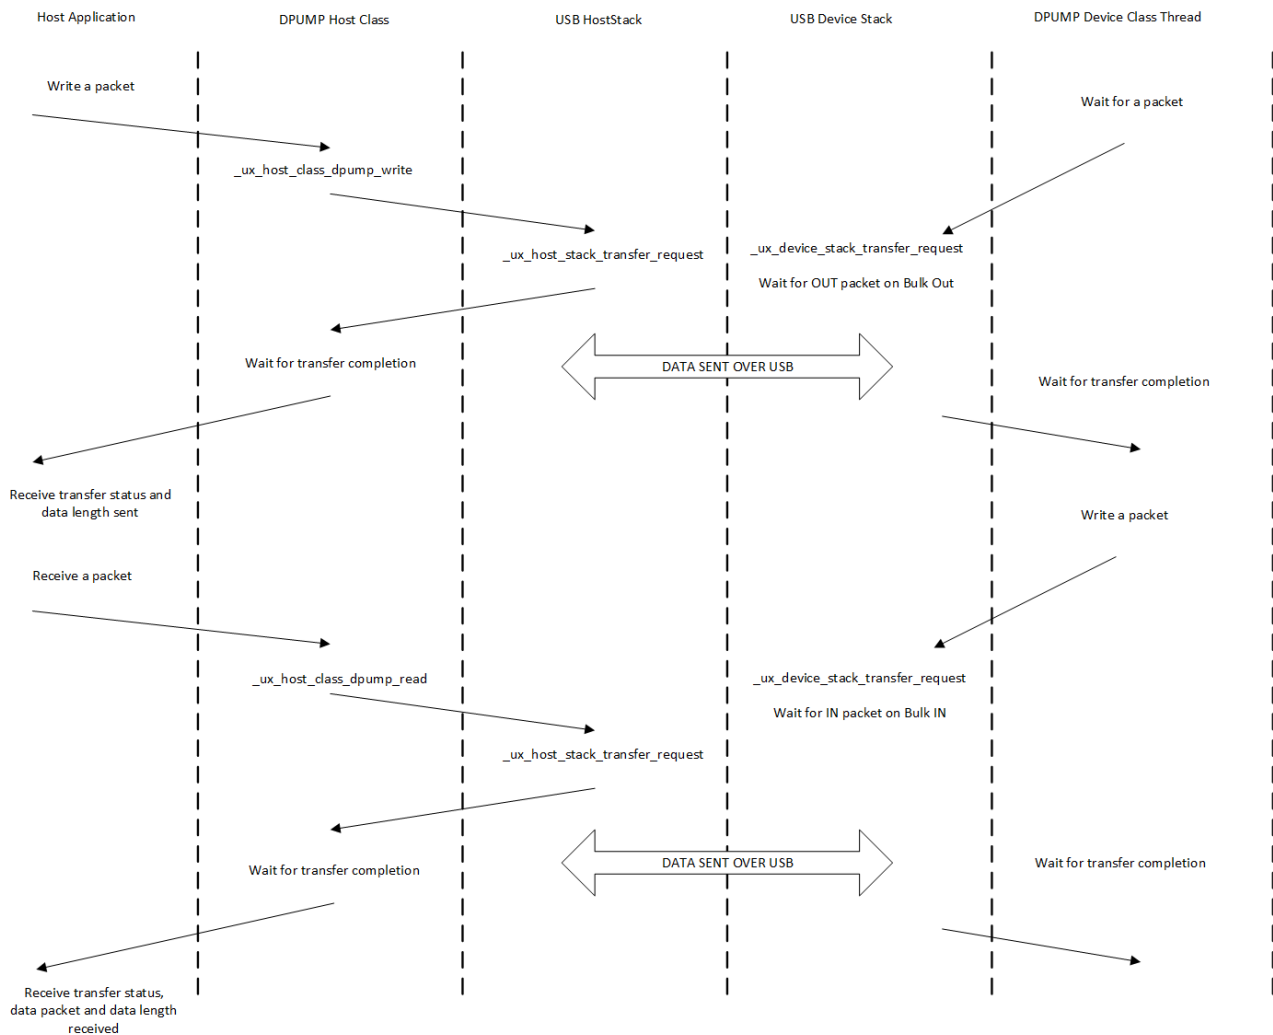 Host Application
DPUMP Host Class
USB HostStack
USB Device Stack
DPUMP Device Class Thread
Write a packet
Wait for a packet
_ux_host_class_dpump_write
_ux_host_stack_transfer_request
_ux_device_stack_transfer_request
Wait for OUT packet on Bulk Out
Wait for transfer completion
DATA SENT OVER USB
Wait for transfer completion
Receive transfer status and
data length sent
Write a packet
Receive a packet
_ux_host_class_dpump_read
_ux_device_stack_transfer_request
Wait for IN packet on Bulk IN
_ux_host_stack_transfer_request
Wait for transfer completion
DATA SENT OVER USB
Wait for transfer completion
Receive transfer status,
data packet and data length
received